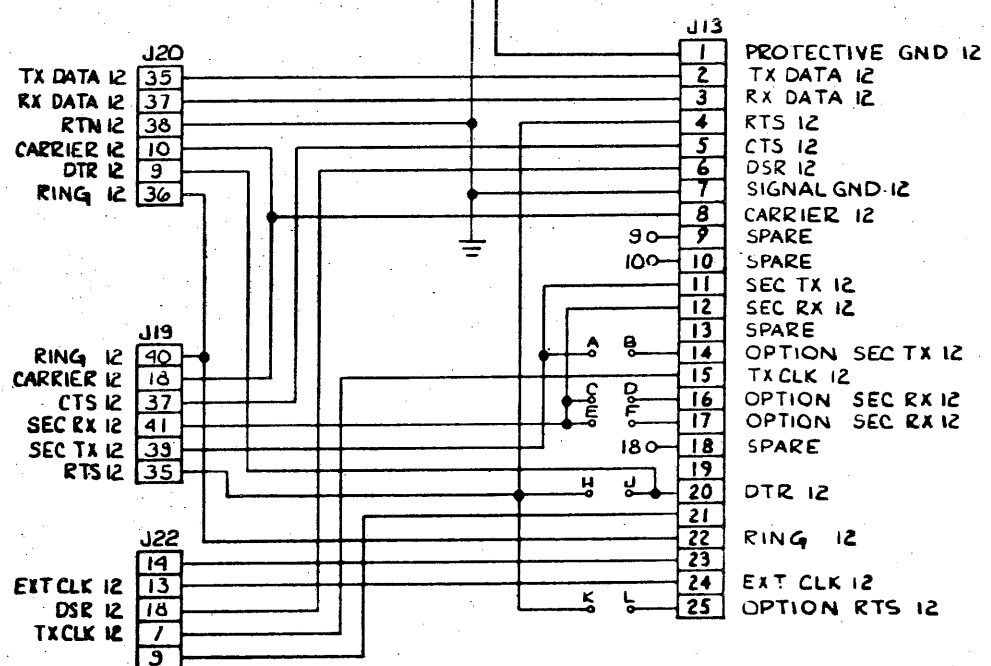 J13
1 PROTECTIVE GND 12
2 TX DATA 12
3 RX DATA 12
4 RTS 12
5 CTS 12
6 DSR 12
7 SIGNAL GND 12
8 CARRIER 12
9 9 SPARE
10 10 SPARE
11 SEC TX 12
12 SEC RX 12
13 SPARE
A B 14 OPTION SEC TX 12
15 TX CLK 12
C D 16 OPTION SEC RX 12
E F 17 OPTION SEC RX 12
18 18 SPARE
19
H J 20 DTR 12
21
22 RING 12
23
24 EXT CLK 12
K L 25 OPTION RTS 12
J20
TX DATA 12 35
RX DATA 12 37
RTN 12 38
CARRIER 12 10
DTR 12 9
RING 12 36
J19
RING 12 40
CARRIER 12 18
CTS 12 37
SEC RX 12 41
SEC TX 12 39
RTS 12 35
J22
14
EXT CLK 12 13
DSR 12 18
TX CLK 12 7
9